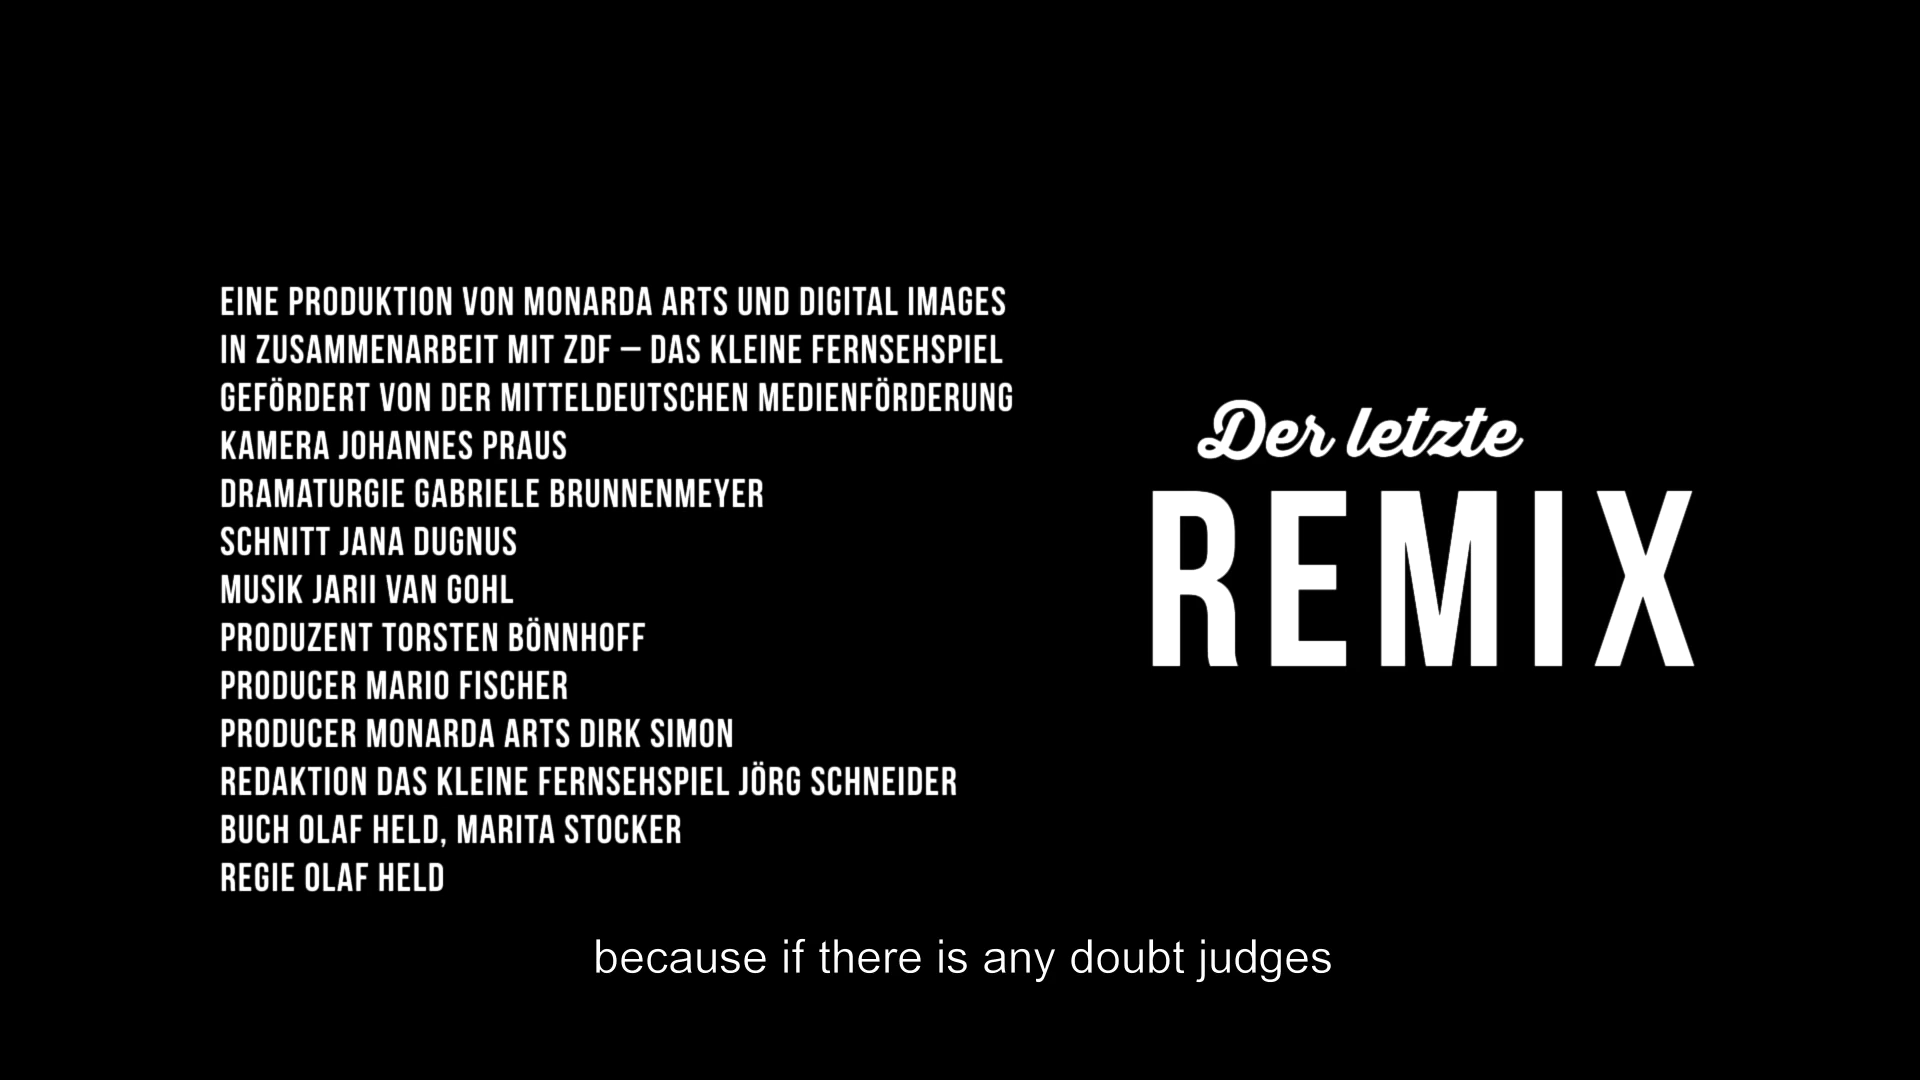 EINE PRODUKTION VON MONARDA ARTS UND DIGITAL IMAGES
IN ZUSAMMENARBEIT MIT ZDF – DAS KLEINE FERNSEHSPIEL
GEFÖRDERT VON DER MITTELDEUTSCHEN MEDIENFÖRDERUNG
KAMERA JOHANNES PRAUS
DRAMATURGIE GABRIELE BRUNNENMEYER
SCHNITT JANA DUGNUS
MUSIK JARII VAN GOHL
PRODUZENT TORSTEN BÖNNHOFF
PRODUCER MARIO FISCHER
PRODUCER MONARDA ARTS DIRK SIMON
REDAKTION DAS KLEINE FERNSEHSPIEL JÖRG SCHNEIDER
BUCH OLAF HELD, MARITA STOCKER
REGIE OLAF HELD
Der letzte
REMIX
because if there is any doubt judges